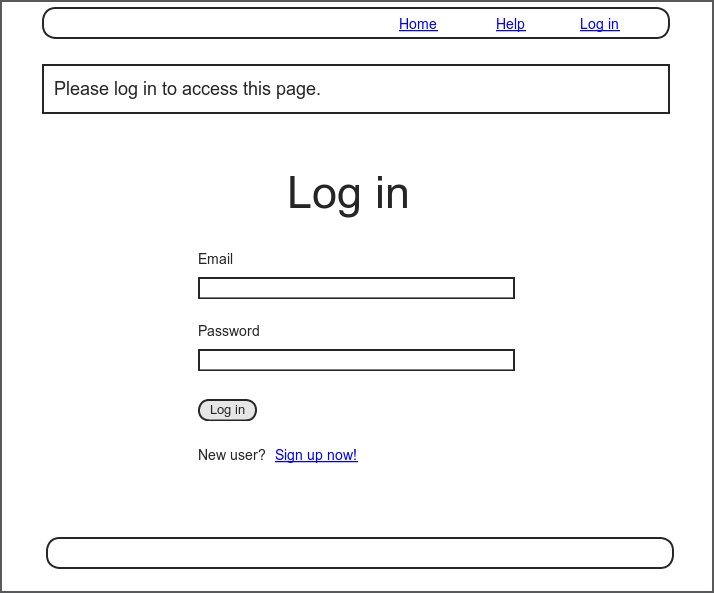 Home Help Log in
Please log in to access this page.
Log in
Email
Password
Log in
New user? Sign up now!